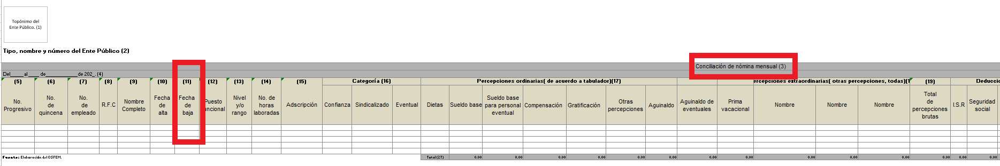 Topónimo del
Ente Público. (1)
Tipo, nombre y número del Ente Público (2)
Conciliación de nómina mensual (3)
Del_____al____ de____________de 202_. (4)
(5) (6) (7) (8) (9) (10) (11) (12) (13) (14) (15) Categoría (16) Percepciones ordinarias( de acuerdo a tabulador)(17) ercepciones extraordinarias( otras percepciones, todas)(1 (19) Deducci
No.
Progresivo
No.
de
quincena
No.
de
empleado
R.F.C
Nombre
Completo
Fecha
de
alta
Fecha
de
baja
Puesto
uncional
Nivel
y/o
rango
No. de
horas
laboradas
Adscripción
Confianza
Sindicalizado
Eventual
Dietas
Sueldo base
Sueldo base
para personal
eventual
Compensación
Gratificación
Otras
percepciones
Aguinaldo
Aguinaldo de
eventuales
Prima
vacacional
Nombre
Nombre
Nombre
Total
de
percepciones
brutas
I.S.R
Seguridad
social
Fuente: Elaboración del OSFEM.
Total (27) 0.00 0.00 0.00 0.00 0.00 0.00 0.00 0.00 0.00 0.00 0.00 0.00 0.00 0.00